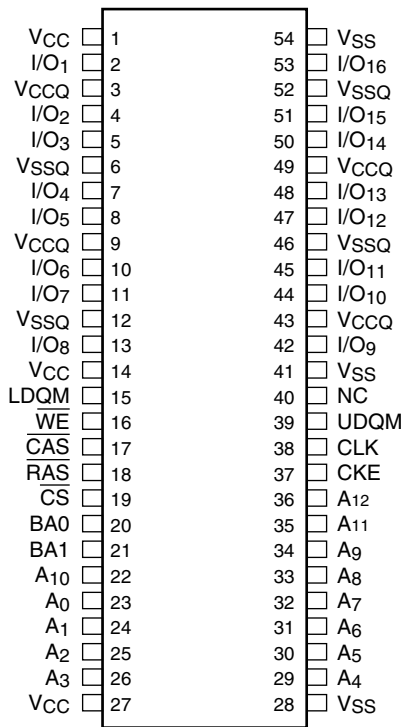 VCC 1 54 VSS
I/O1 2 53 I/O16
VCCQ 3 52 VSSQ
I/O2 4 51 I/O15
I/O3 5 50 I/O14
VSSQ 6 49 VCCQ
I/O4 7 48 I/O13
I/O5 8 47 I/O12
VCCQ 9 46 VSSQ
I/O6 10 45 I/O11
I/O7 11 44 I/O10
VSSQ 12 43 VCCQ
I/O8 13 42 I/O9
VCC 14 41 VSS
LDQM 15 40 NC
WE 16 39 UDQM
CAS 17 38 CLK
RAS 18 37 CKE
CS 19 36 A12
BA0 20 35 A11
BA1 21 34 A9
A10 22 33 A8
A0 23 32 A7
A1 24 31 A6
A2 25 30 A5
A3 26 29 A4
VCC 27 28 VSS